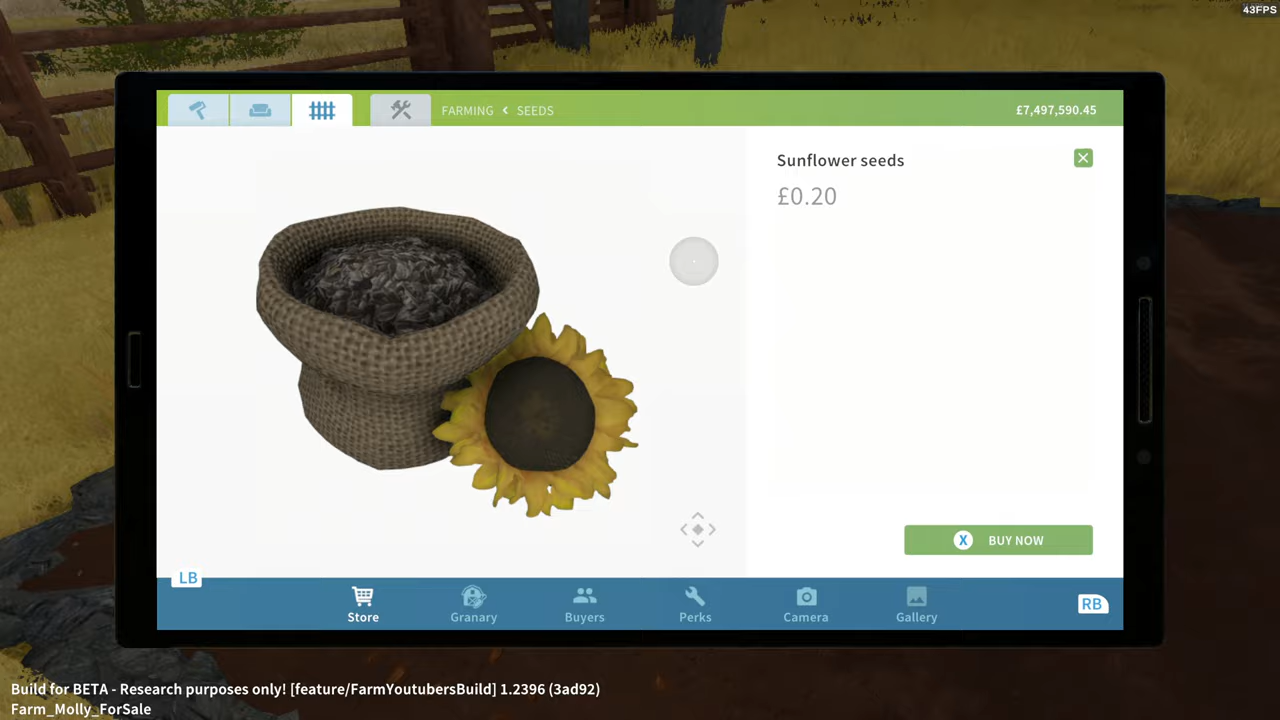 43FPS
FARMING < SEEDS
£7,497,590.45
Sunflower seeds
£0.20
X BUY NOW
LB
RB
Store
Granary
Buyers
Perks
Camera
Gallery
Build for BETA - Research purposes only! [feature/FarmYoutubersBuild] 1.2396 (3ad92)
Farm_Molly_ForSale